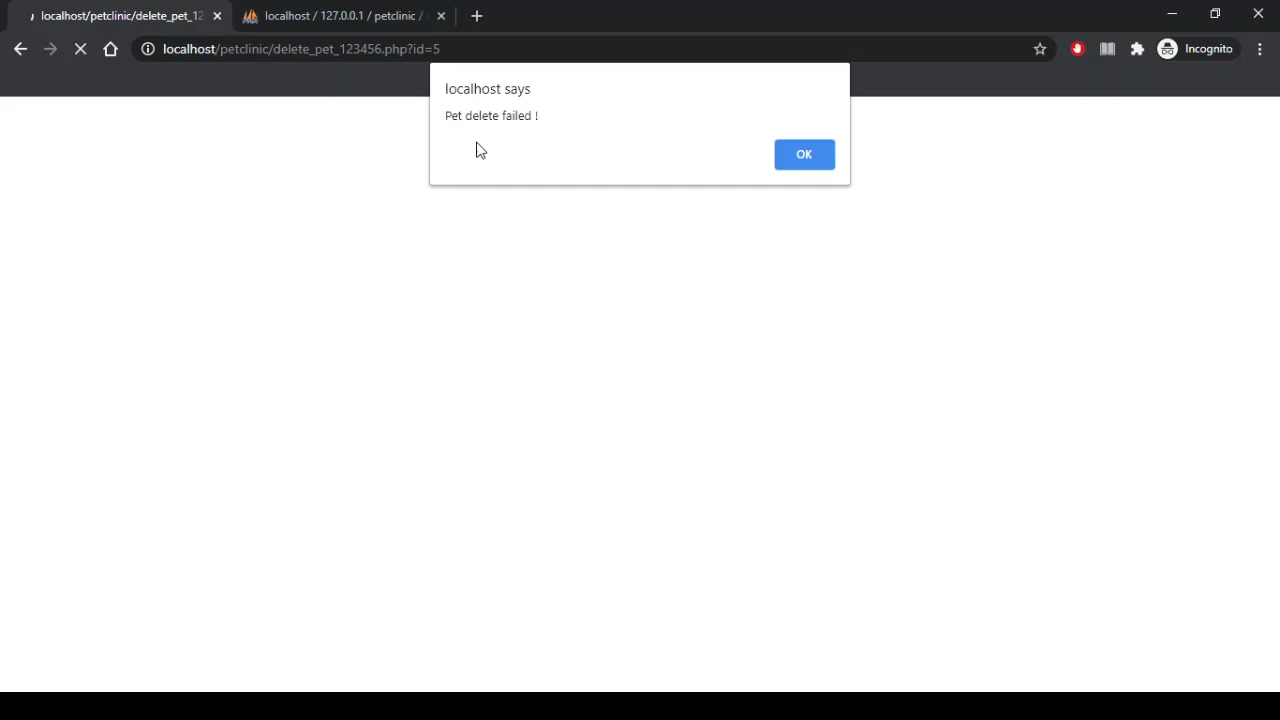 localhost/petclinic/delete_pet_12
localhost / 127.0.0.1 / petclinic /
localhost/petclinic/delete_pet_123456.php?id=5
Incognito
localhost says
Pet delete failed !
OK